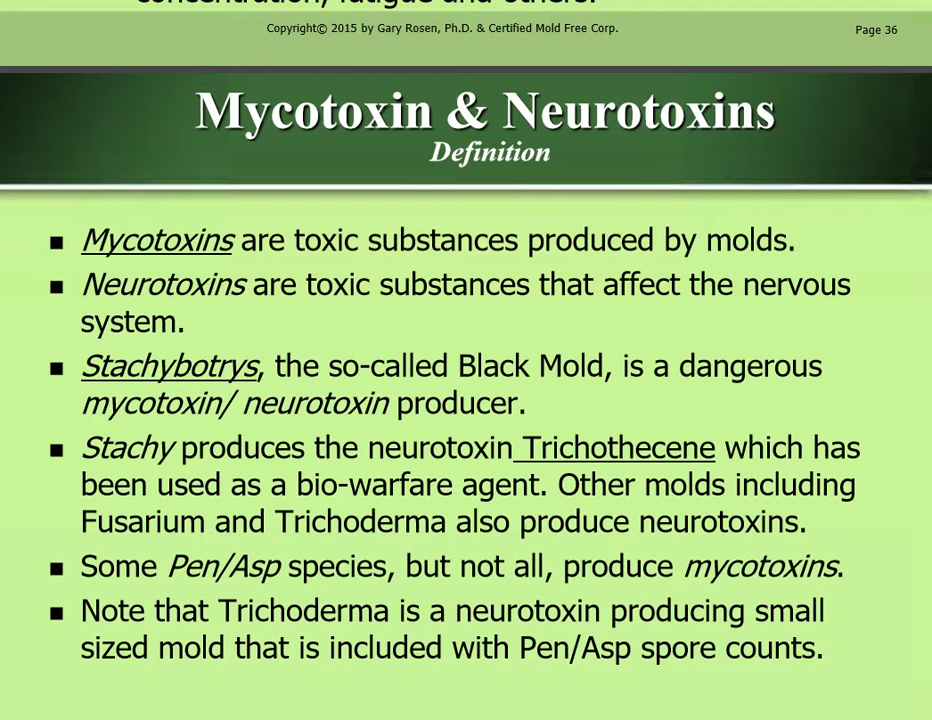 concentration, fatigue and others.
Copyright© 2015 by Gary Rosen, Ph.D. & Certified Mold Free Corp.
Page 36
Mycotoxin & Neurotoxins
Definition
Mycotoxins are toxic substances produced by molds.
Neurotoxins are toxic substances that affect the nervous
system.
Stachybotrys, the so-called Black Mold, is a dangerous
mycotoxin/ neurotoxin producer.
Stachy produces the neurotoxin Trichothecene which has
been used as a bio-warfare agent. Other molds including
Fusarium and Trichoderma also produce neurotoxins.
Some Pen/Asp species, but not all, produce mycotoxins.
Note that Trichoderma is a neurotoxin producing small
sized mold that is included with Pen/Asp spore counts.